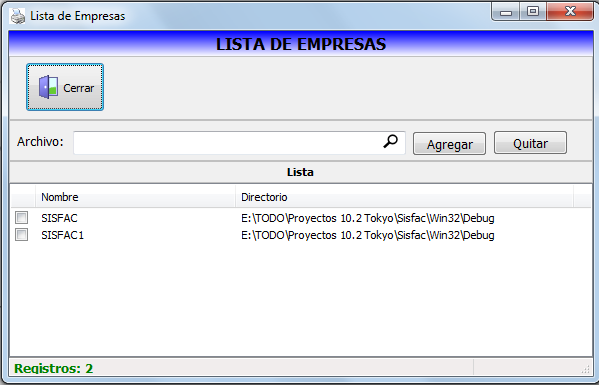 Lista de Empresas
LISTA DE EMPRESAS
Cerrar
Archivo: Agregar Quitar
Lista
Nombre Directorio
SISFAC E:\TODO\Proyectos 10.2 Tokyo\Sisfac\Win32\Debug
SISFAC1 E:\TODO\Proyectos 10.2 Tokyo\Sisfac\Win32\Debug
Registros: 2